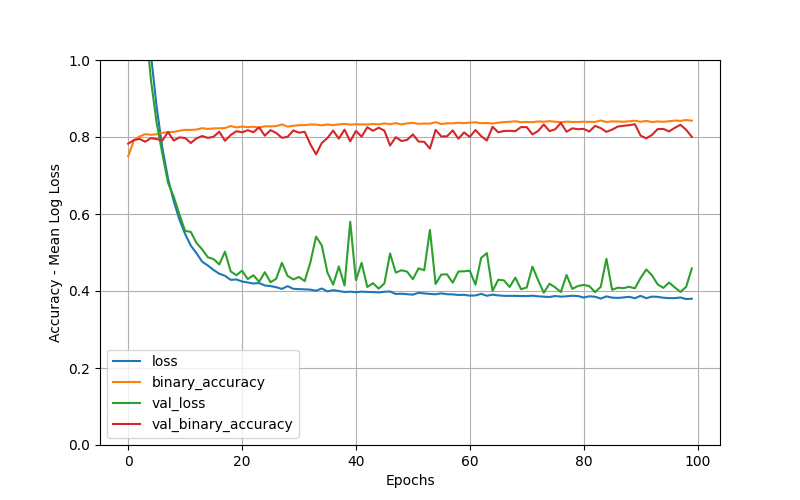 1.0
0.8
0.6
0.4
0.2
0.0
Accuracy - Mean Log Loss
loss
binary_accuracy
val_loss
val_binary_accuracy
0 20 40 60 80 100
Epochs